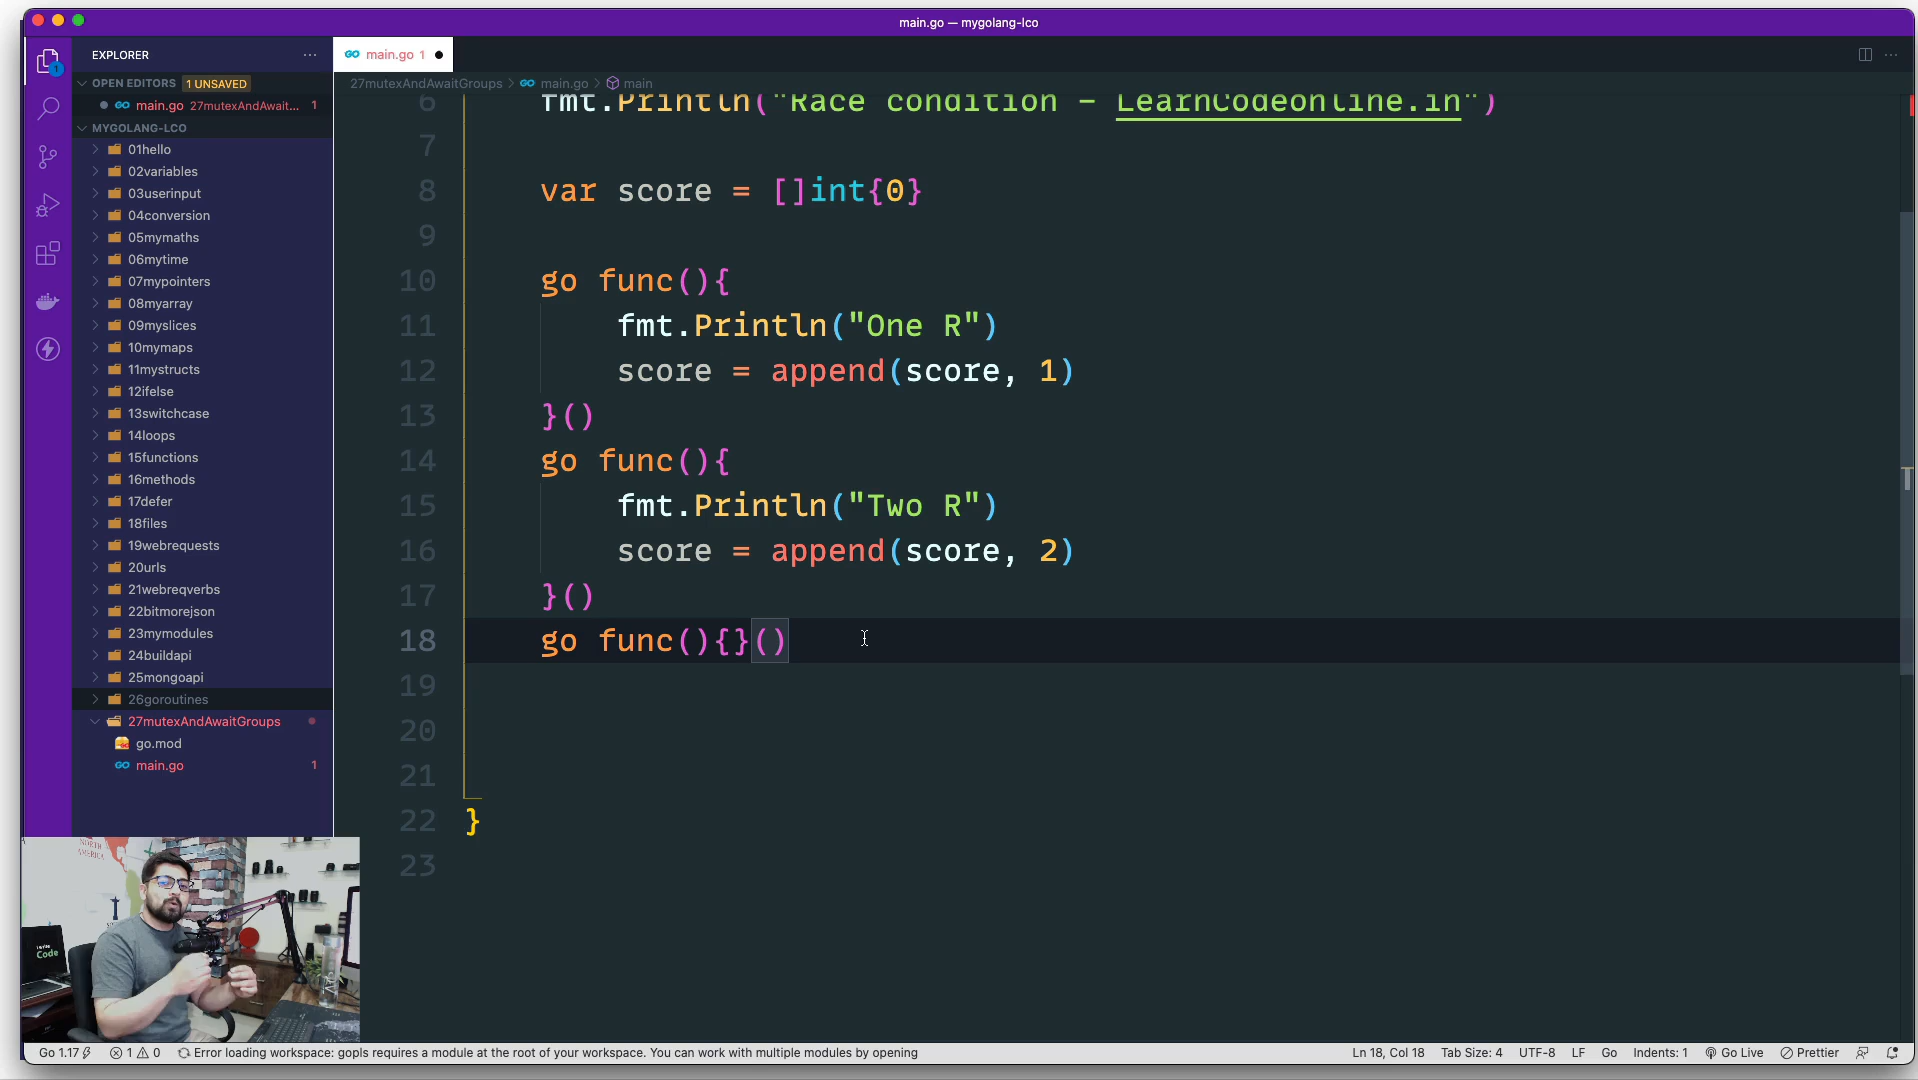 main.go — mygolang-lco
EXPLORER
main.go 1
OPEN EDITORS 1 UNSAVED
main.go 27mutexAndAwait... 1
MYGOLANG-LCO
01hello
02variables
03userinput
04conversion
05mymaths
06mytime
07mypointers
08myarray
09myslices
10mymaps
11mystructs
12ifelse
13switchcase
14loops
15functions
16methods
17defer
18files
19webrequests
20urls
21webreqverbs
22bitmorejson
23mymodules
24buildapi
25mongoapi
26goroutines
27mutexAndAwaitGroups
go.mod
main.go 1
27mutexAndAwaitGroups > main.go > main
6 fmt.Println("Race condition - LearnCodeonline.in")
7
8 var score = []int{0}
9
10 go func(){
11 fmt.Println("One R")
12 score = append(score, 1)
13 }()
14 go func(){
15 fmt.Println("Two R")
16 score = append(score, 2)
17 }()
18 go func(){}()
19
20
21
22 }
23
NORTH
AMERICA
Code
Go 1.17 1 0 Error loading workspace: gopls requires a module at the root of your workspace. You can work with multiple modules by opening
Ln 18, Col 18 Tab Size: 4 UTF-8 LF Go Indents: 1 Go Live Prettier